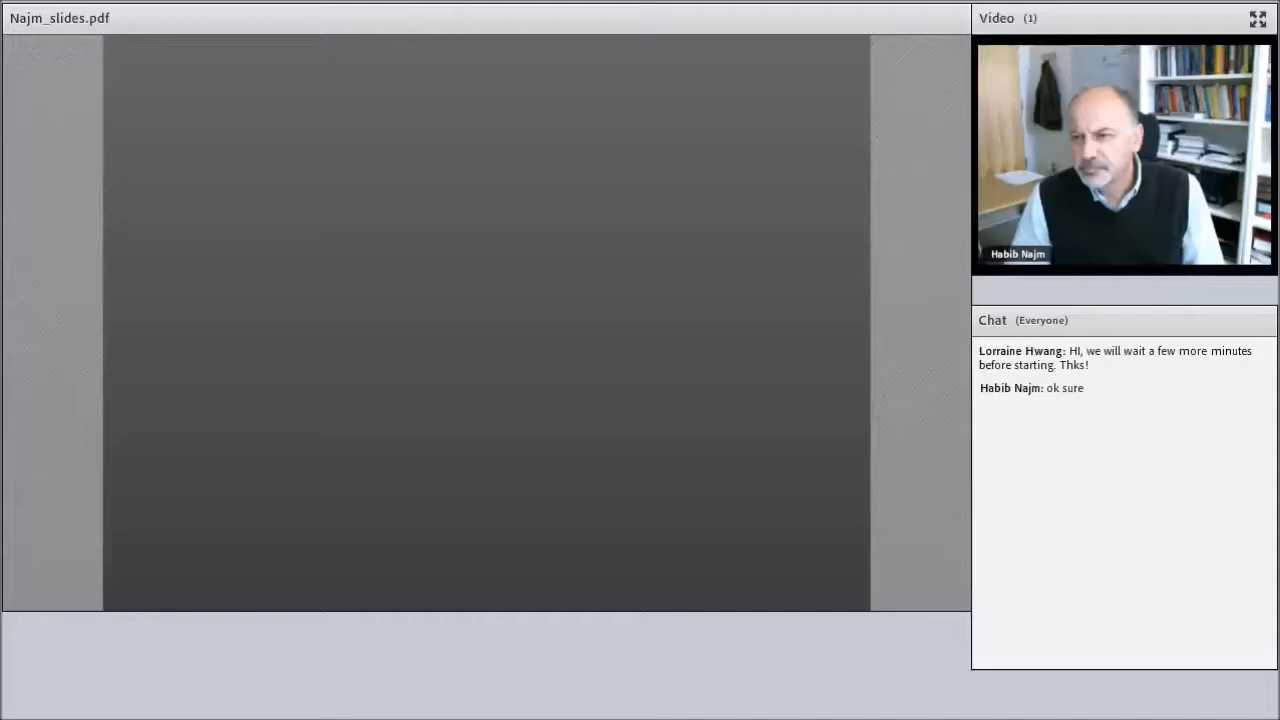 Najm_slides.pdf
Video (1)
Habib Najm
Chat (Everyone)
Lorraine Hwang: HI, we will wait a few more minutes
before starting. Thks!
Habib Najm: ok sure